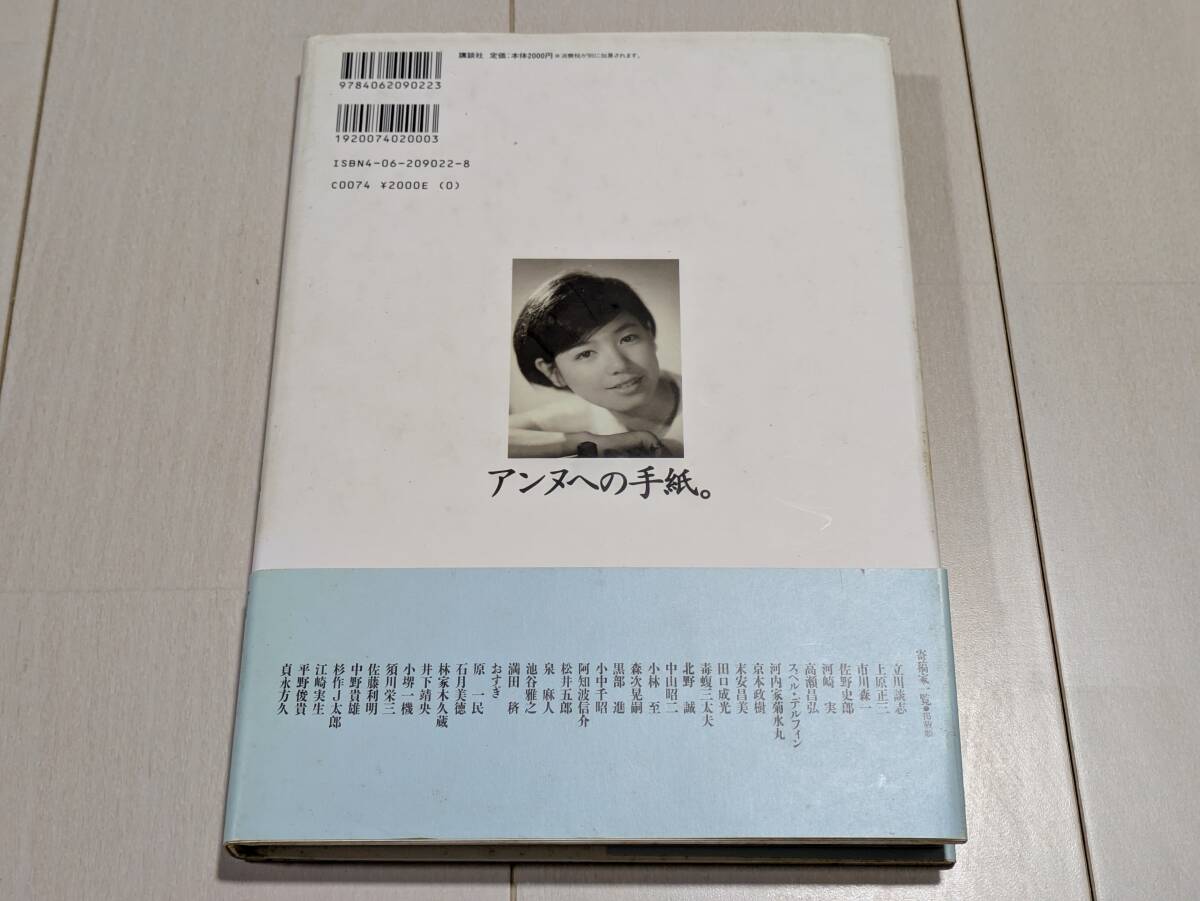 講談社 定価:本体2000円※消費税が別に加算されます。
9784062090223
1920074020003
ISBN4-06-209022-8
C0074 ¥2000E (0)
アンヌへの手紙。
寄稿家一覧●掲載順
立川談志
上原正三
市川森一
佐野史郎
河崎 実
高瀬昌弘
スペル・デルフィン
河内家菊水丸
京本政樹
末安昌美
田口成光
毒蝮三太夫
北野 誠
中山昭二
小林 至
森次晃嗣
黒部 進
小中千昭
阿知波信介
松井五郎
泉 麻人
池谷雅之
満田 𥝱
おすぎ
原 一民
石月美徳
林家木久蔵
井下靖央
小堺一機
須川栄三
佐藤利明
中野貴雄
杉作J太郎
江崎実生
平野俊貴
貞永方久